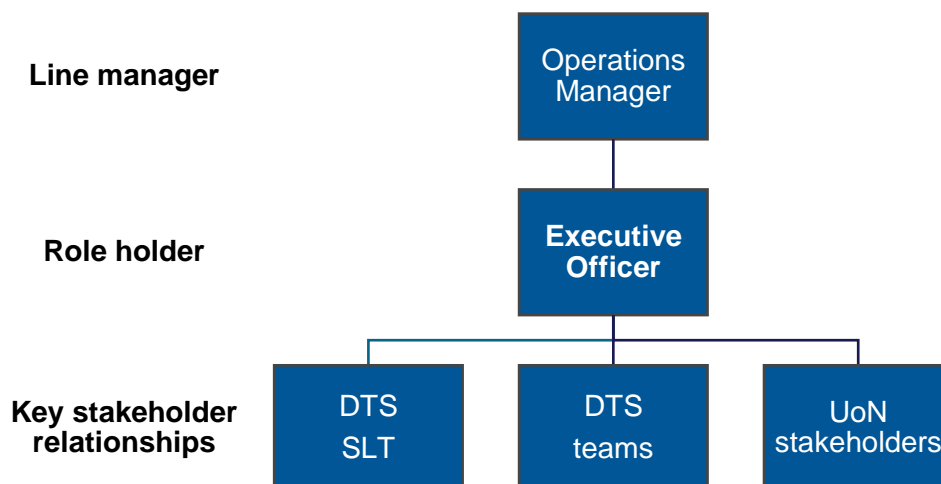 Line manager
Operations
Manager
Role holder
Executive
Officer
Key stakeholder
relationships
DTS
SLT
DTS
teams
UoN
stakeholders